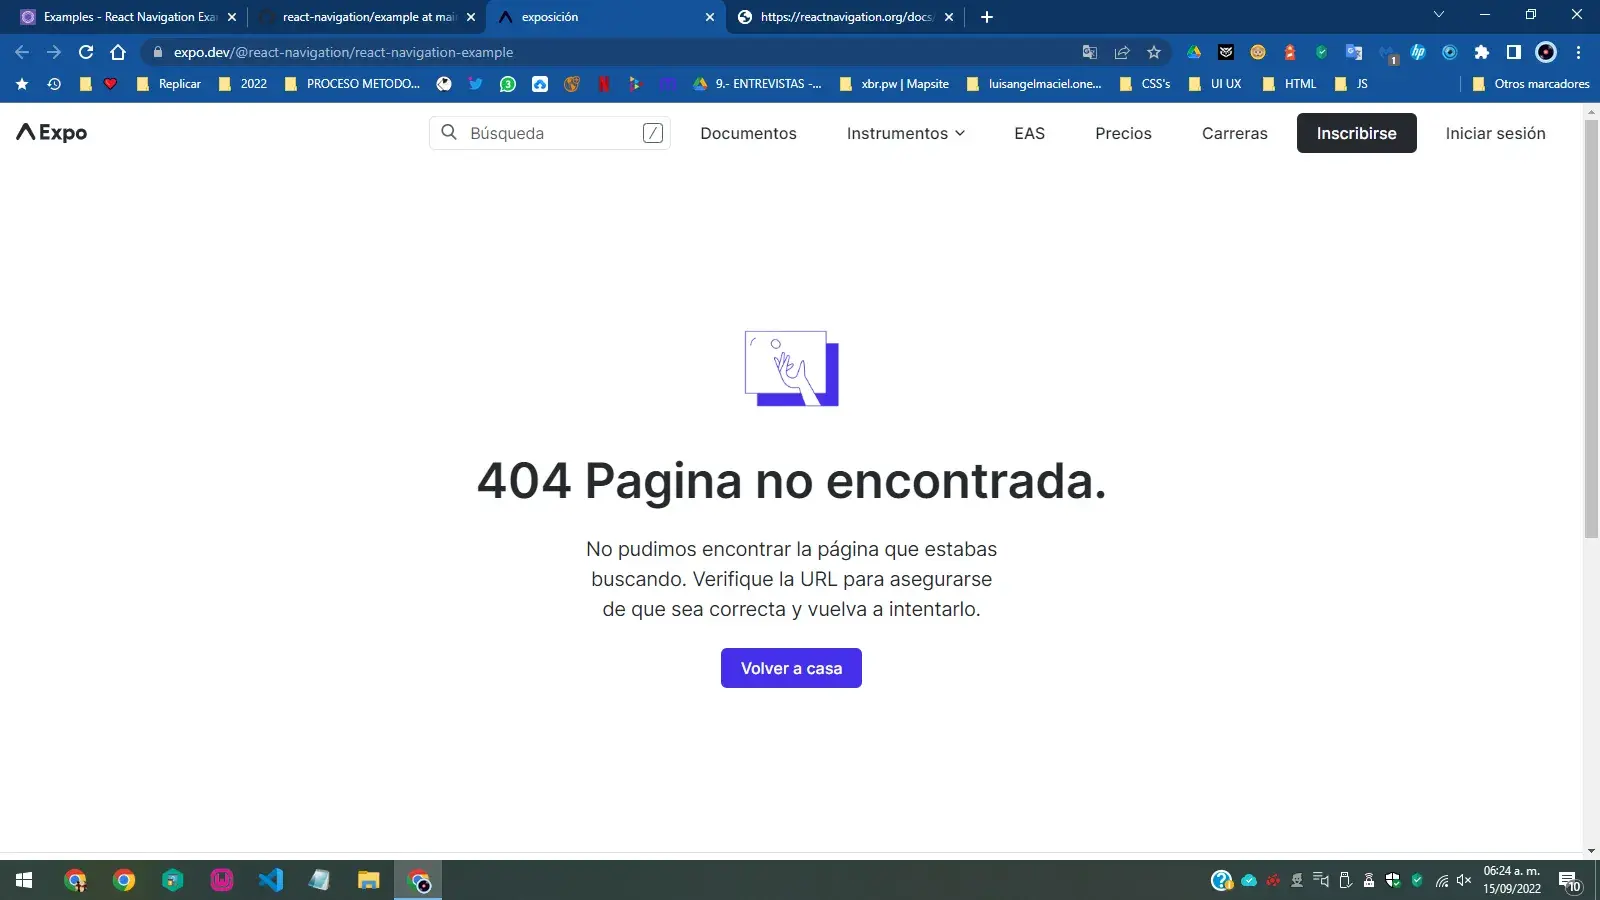 Examples - React Navigation Exa
react-navigation/example at mai
exposición
https://reactnavigation.org/docs/
expo.dev/@react-navigation/react-navigation-example
1
Replicar
2022
PROCESO METODO...
3
9.- ENTREVISTAS -...
xbr.pw | Mapsite
luisangelmaciel.one...
CSS's
UI UX
HTML
JS
Otros marcadores
Expo
Búsqueda
/
Documentos
Instrumentos
EAS
Precios
Carreras
Inscribirse
Iniciar sesión
404 Pagina no encontrada.
No pudimos encontrar la página que estabas
buscando. Verifique la URL para asegurarse
de que sea correcta y vuelva a intentarlo.
Volver a casa
06:24 a. m.
15/09/2022
10